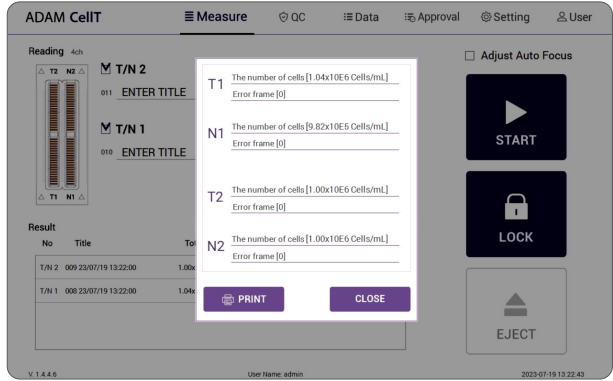 ADAM CellT
Measure
QC
Data
Approval
Setting
User
Reading 4ch
T2 N2
T1 N1
T/N 2
011 ENTER TITLE
T/N 1
010 ENTER TITLE
Adjust Auto Focus
START
LOCK
EJECT
T1
The number of cells [1.04x10E6 Cells/mL]
Error frame [0]
N1
The number of cells [9.82x10E5 Cells/mL]
Error frame [0]
T2
The number of cells [1.00x10E6 Cells/mL]
Error frame [0]
N2
The number of cells [1.00x10E6 Cells/mL]
Error frame [0]
PRINT
CLOSE
Result
No Title
T/N 2 009 23/07/19 13:22:00 1.00x
T/N 1 008 23/07/19 13:22:00 1.04x
V. 1.4.4.6
User Name: admin
2023-07-19 13:22:43